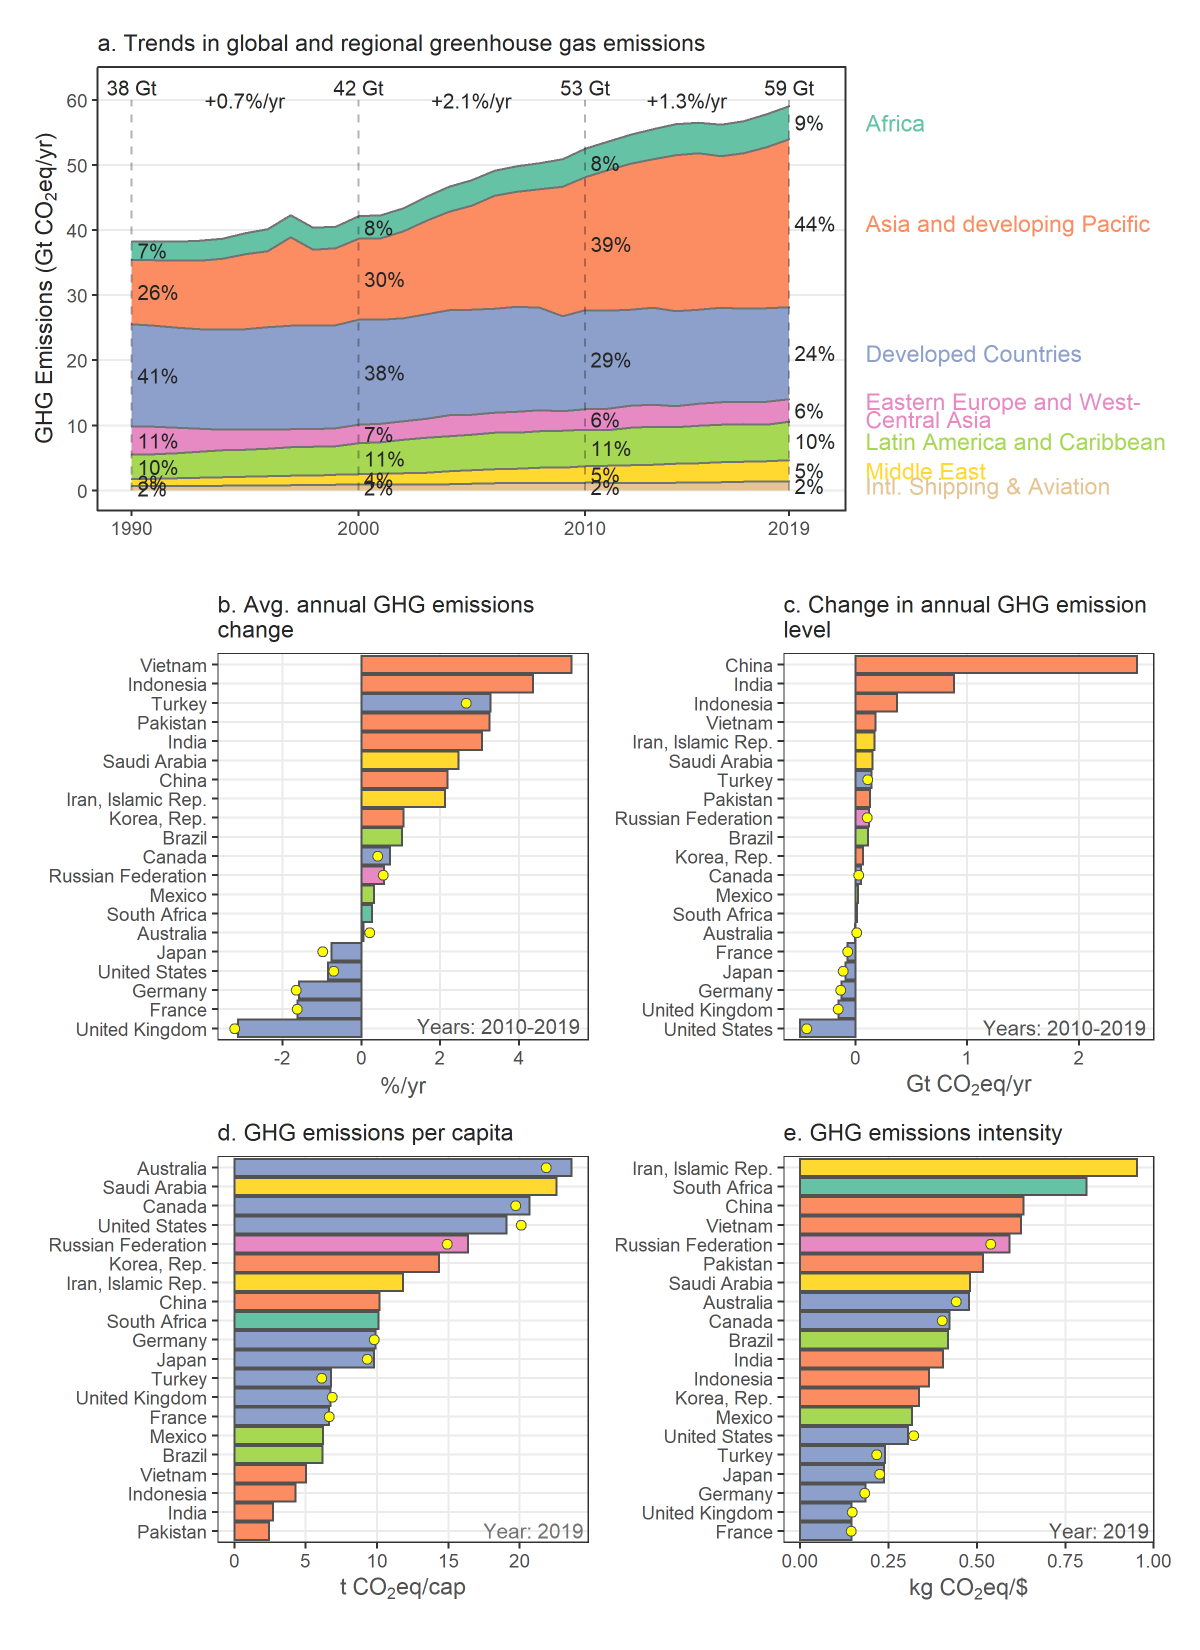 a. Trends in global and regional greenhouse gas emissions
38 Gt
42 Gt
53 Gt
59 Gt
+0.7%/yr
+2.1%/yr
+1.3%/yr
GHG Emissions (Gt CO₂eq/yr)
60
50
40
30
20
10
0
7%
26%
41%
11%
10%
3%
2%
8%
30%
38%
7%
11%
4%
2%
8%
39%
29%
6%
11%
5%
2%
9%
44%
24%
6%
10%
5%
2%
Africa
Asia and developing Pacific
Developed Countries
Eastern Europe and West-
Central Asia
Latin America and Caribbean
Middle East
Intl. Shipping & Aviation
1990
2000
2010
2019
b. Avg. annual GHG emissions
change
Vietnam
Indonesia
Turkey
Pakistan
India
Saudi Arabia
China
Iran, Islamic Rep.
Korea, Rep.
Brazil
Canada
Russian Federation
Mexico
South Africa
Australia
Japan
United States
Germany
France
United Kingdom
Years: 2010-2019
-2
0
2
4
%/yr
c. Change in annual GHG emission
level
China
India
Indonesia
Vietnam
Iran, Islamic Rep.
Saudi Arabia
Turkey
Pakistan
Russian Federation
Brazil
Korea, Rep.
Canada
Mexico
South Africa
Australia
France
Japan
Germany
United Kingdom
United States
Years: 2010-2019
0
1
2
Gt CO₂eq/yr
d. GHG emissions per capita
Australia
Saudi Arabia
Canada
United States
Russian Federation
Korea, Rep.
Iran, Islamic Rep.
China
South Africa
Germany
Japan
Turkey
United Kingdom
France
Mexico
Brazil
Vietnam
Indonesia
India
Pakistan
Year: 2019
0
5
10
15
20
t CO₂eq/cap
e. GHG emissions intensity
Iran, Islamic Rep.
South Africa
China
Vietnam
Russian Federation
Pakistan
Saudi Arabia
Australia
Canada
Brazil
India
Indonesia
Korea, Rep.
Mexico
United States
Turkey
Japan
Germany
United Kingdom
France
Year: 2019
0.00
0.25
0.50
0.75
1.00
kg CO₂eq/$